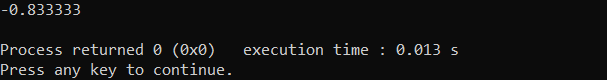 -0.833333
Process returned 0 (0x0)   execution time : 0.013 s
Press any key to continue.